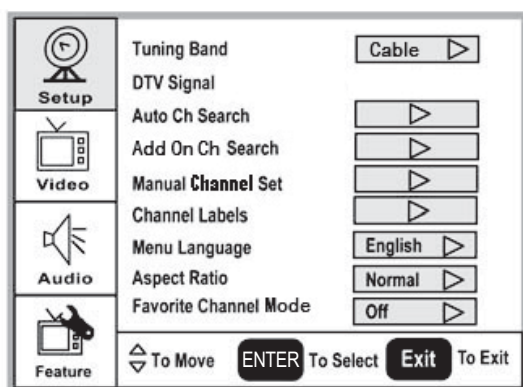 Setup
Video
Audio
Feature
Tuning Band Cable
DTV Signal
Auto Ch Search
Add On Ch Search
Manual Channel Set
Channel Labels
Menu Language English
Aspect Ratio Normal
Favorite Channel Mode Off
To Move ENTER To Select Exit To Exit